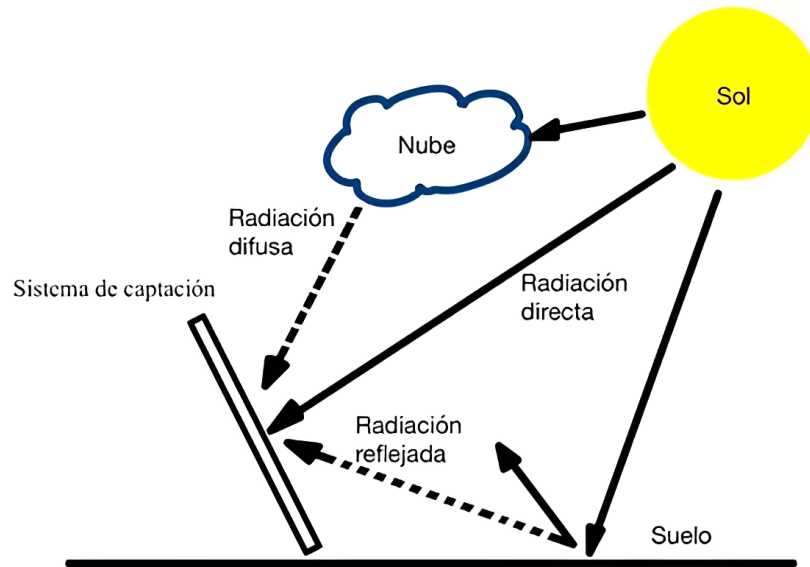 Sol
Nube
Radiación
difusa
Sistema de captación
Radiación
directa
Radiación
reflejada
Suelo